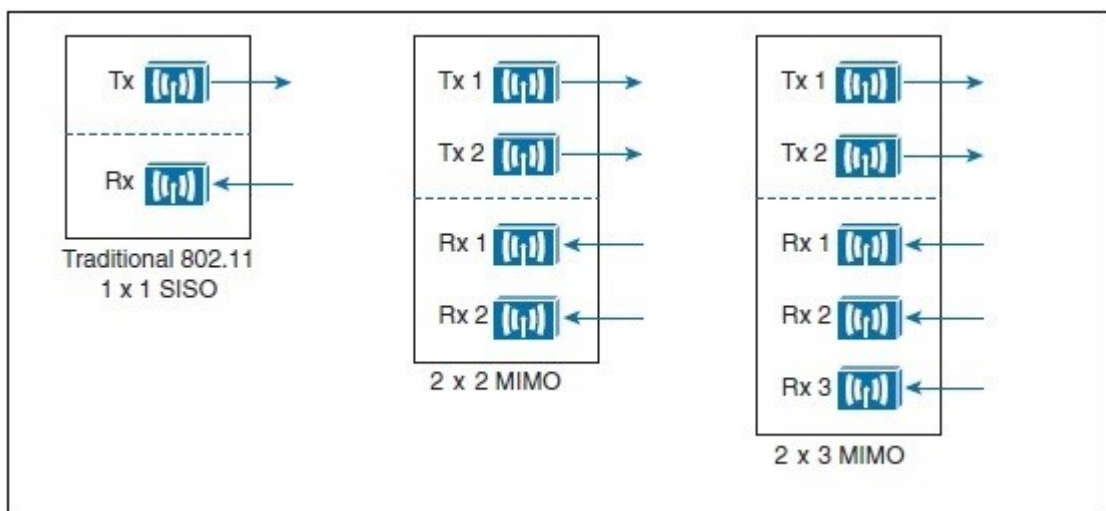 Tx
Rx
Traditional 802.11
1 x 1 SISO
Tx 1
Tx 2
Rx 1
Rx 2
2 x 2 MIMO
Tx 1
Tx 2
Rx 1
Rx 2
Rx 3
2 x 3 MIMO